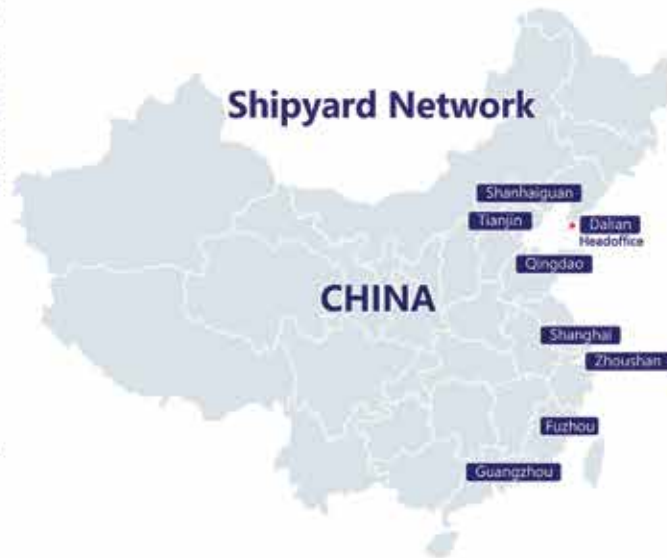 Shipyard Network
Shanhaiguan
Tianjin
Dalian
Headoffice
Qingdao
CHINA
Shanghai
Zhoushan
Fuzhou
Guangzhou